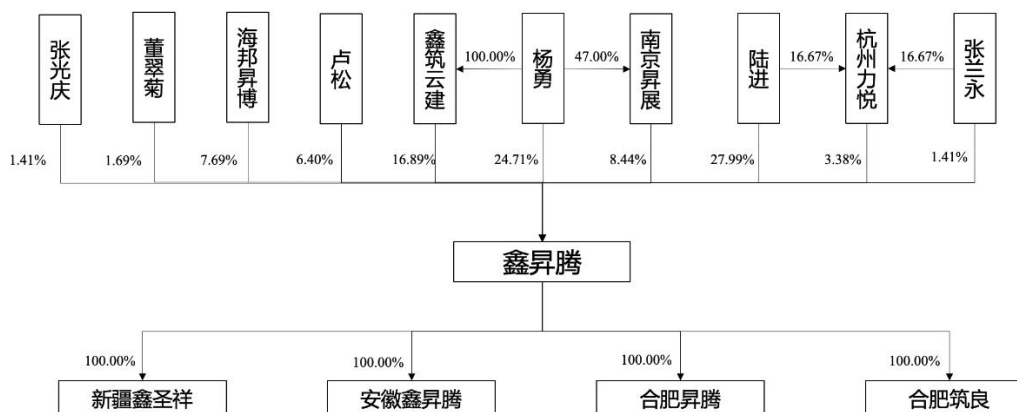 张光庆
董翠菊
海邦昇博
卢松
鑫筑云建
100.00%
杨勇
47.00%
南京昇展
陆进
16.67%
杭州力悦
16.67%
张兰永
1.41%
1.69%
7.69%
6.40%
16.89%
24.71%
8.44%
27.99%
3.38%
1.41%
鑫昇腾
100.00%
100.00%
100.00%
100.00%
新疆鑫圣祥
安徽鑫昇腾
合肥昇腾
合肥筑良